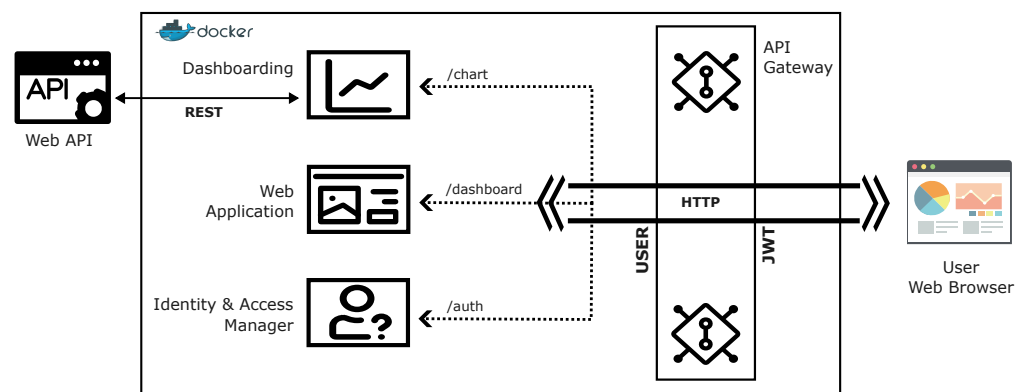 docker
API
Gateway
Dashboarding
/chart
API
REST
Web API
Web
Application
/dashboard
HTTP
USER
JWT
User
Web Browser
Identity & Access
Manager
/auth